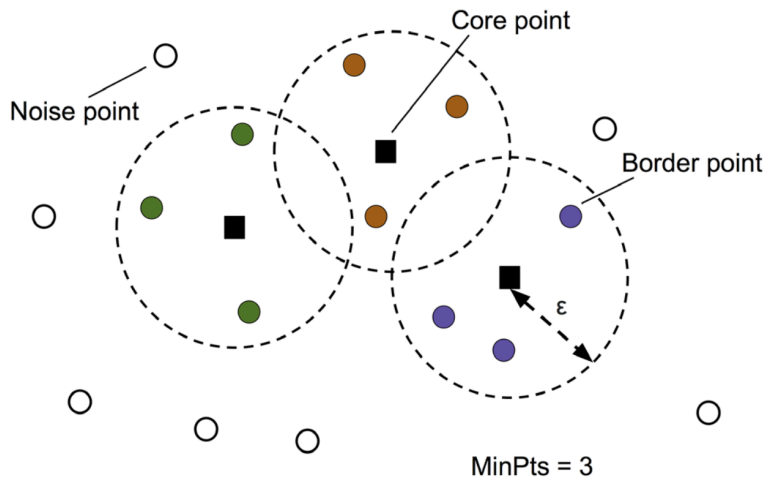 Core point
Noise point
Border point
ε
MinPts = 3